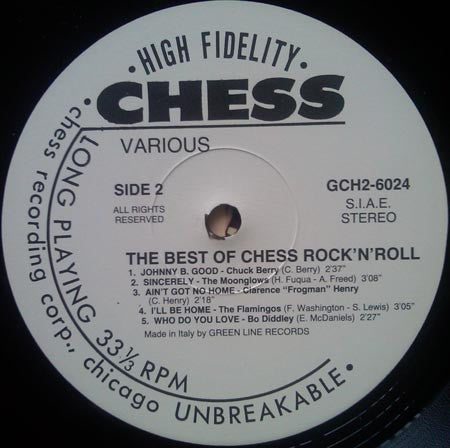 · HIGH FIDELITY ·
CHESS
VARIOUS
SIDE 2
ALL RIGHTS
RESERVED
GCH2-6024
S.I.A.E.
STEREO
THE BEST OF CHESS ROCK'N'ROLL
1. JOHNNY B. GOOD - Chuck Berry (C. Berry) 2'37"
2. SINCERELY - The Moonglows (H. Fuqua - A. Freed) 3'08"
3. AIN'T GOT NO HOME - Clarence "Frogman" Henry
(C. Henry) 2'18"
4. I'LL BE HOME - The Flamingos (F. Washington - S. Lewis) 3'05"
5. WHO DO YOU LOVE - Bo Diddley (E. McDaniels) 2'27"
Made in Italy by GREEN LINE RECORDS
LONG PLAYING 33⅓ RPM
· chess recording corp., chicago UNBREAKABLE ·